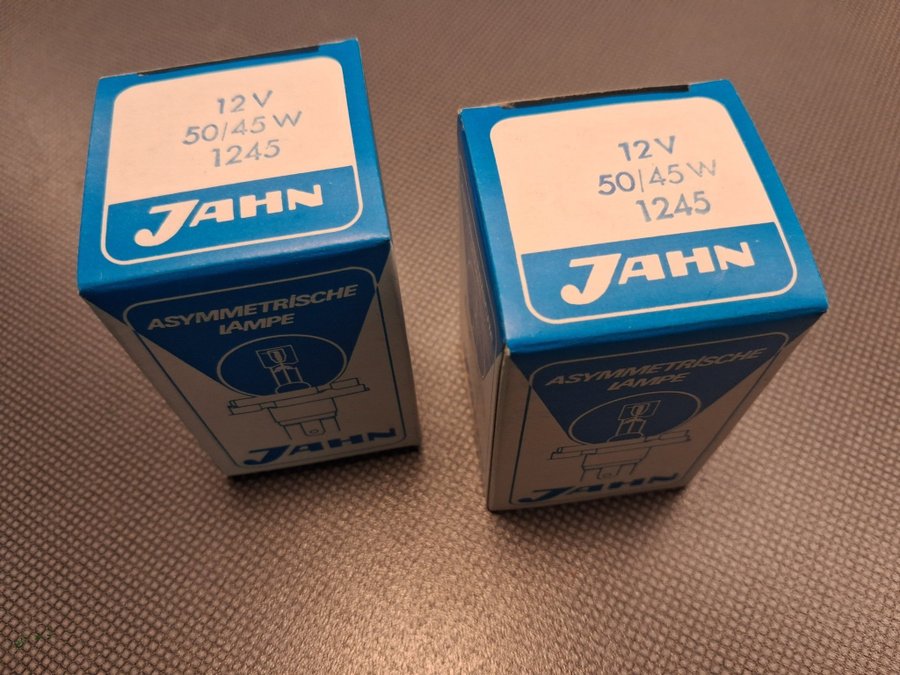 12 V
50/45 W
1245
JAHN
ASYMMETRISCHE
LAMPE
JAHN
12 V
50/45 W
1245
JAHN
ASYMMETRISCHE
LAMPE
JAHN